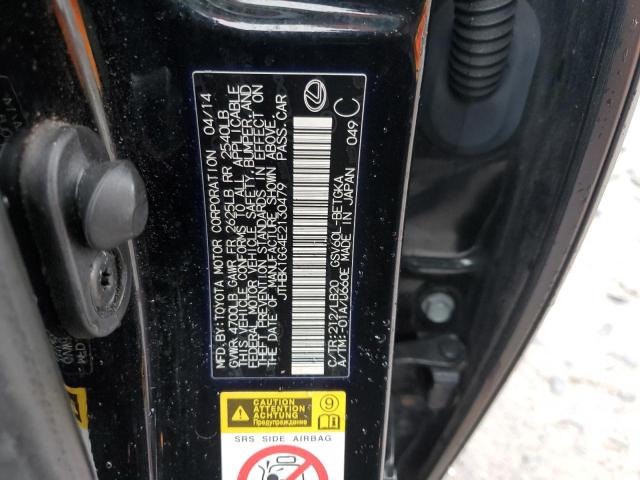 MFD. BY: TOYOTA MOTOR CORPORATION 04/14
GVWR 4700LB GAWR FR 2625LB RR 2540LB
THIS VEHICLE CONFORMS TO ALL APPLICABLE
FEDERAL MOTOR VEHICLE SAFETY, BUMPER, AND
THEFT PREVENTION STANDARDS IN EFFECT ON
THE DATE OF MANUFACTURE SHOWN ABOVE.
JTHBK1GG4E2130479 PASS. CAR
C/TR:212/LB20 GSV60L-BETGKA
A/TM:-01A/U660E MADE IN JAPAN 049 C
CAUTION
ATTENTION
ACHTUNG
Предупреждение
9
SRS SIDE AIRBAG